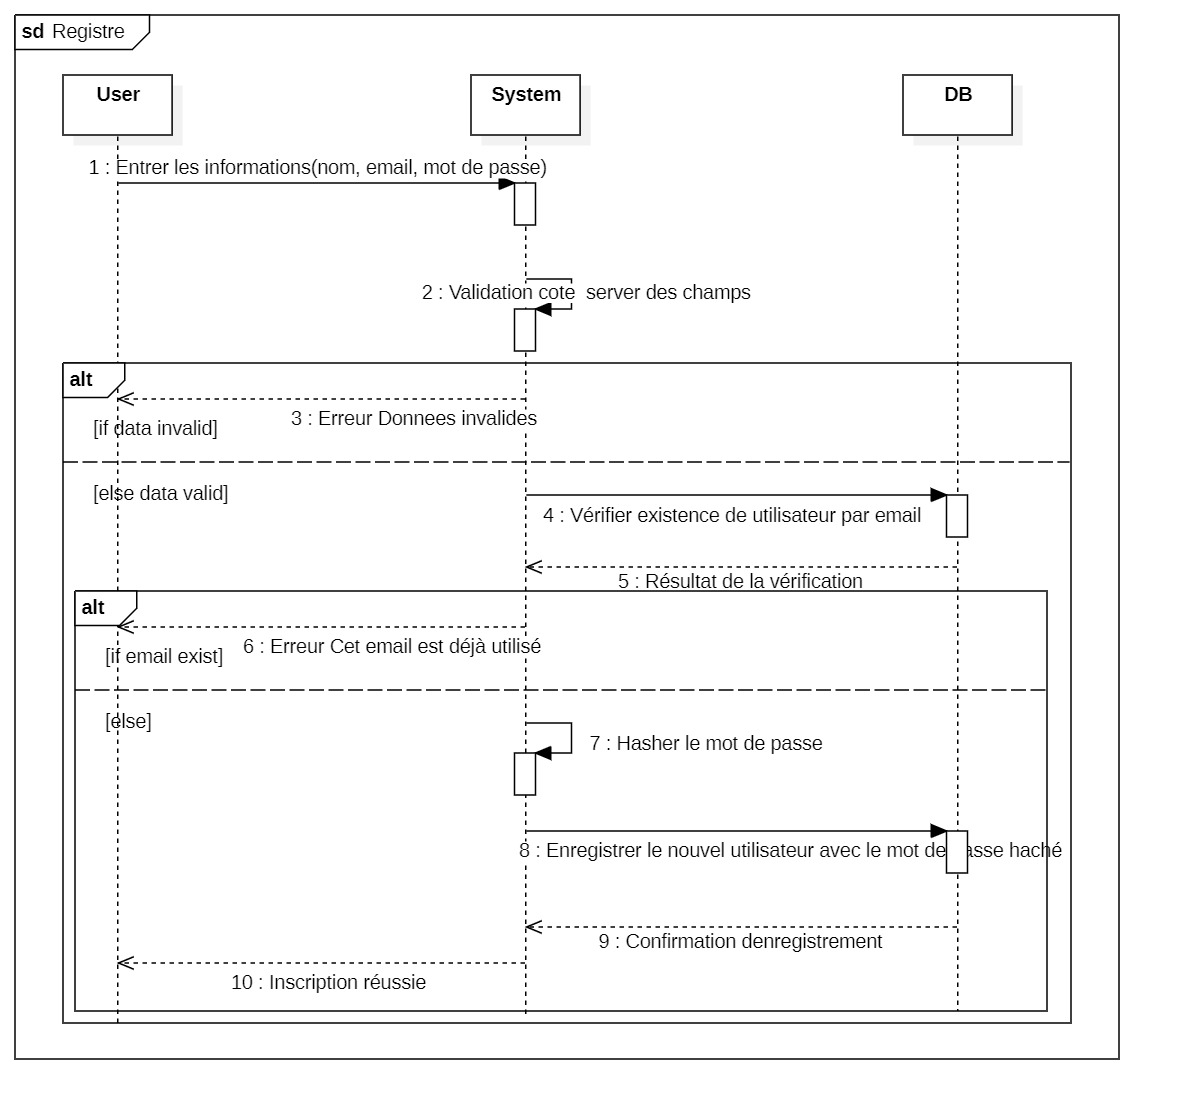 sd Registre
User
System
DB
1 : Entrer les informations(nom, email, mot de passe)
2 : Validation cote  server des champs
alt
3 : Erreur Donnees invalides
[if data invalid]
[else data valid]
4 : Vérifier existence de utilisateur par email
5 : Résultat de la vérification
alt
6 : Erreur Cet email est déjà utilisé
[if email exist]
[else]
7 : Hasher le mot de passe
8 : Enregistrer le nouvel utilisateur avec le mot de passe haché
9 : Confirmation denregistrement
10 : Inscription réussie